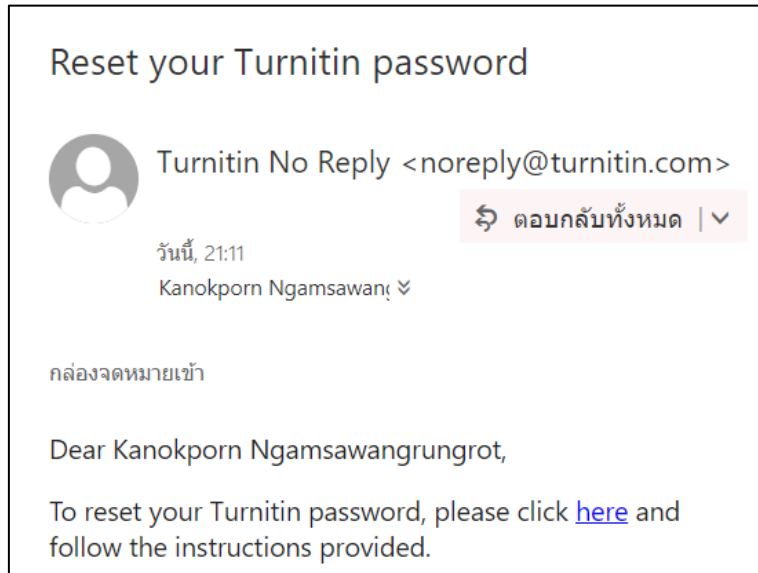 Reset your Turnitin password
Turnitin No Reply <noreply@turnitin.com>
ตอบกลับทั้งหมด |
วันนี้, 21:11
Kanokporn Ngamsawang
กล่องจดหมายเข้า
Dear Kanokporn Ngamsawangrungrot,
To reset your Turnitin password, please click here and
follow the instructions provided.